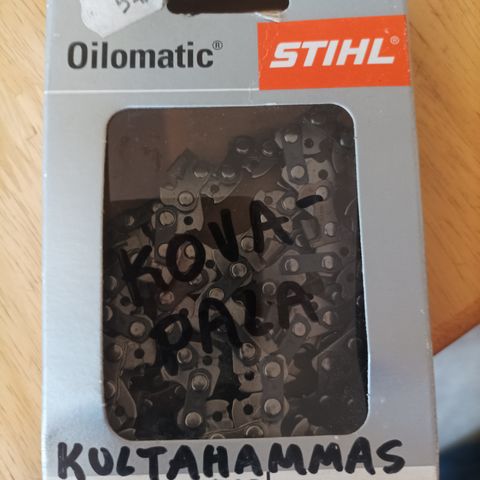 Oilomatic®
STIHL®
KOVA-
PALA
KULTAHAMMAS